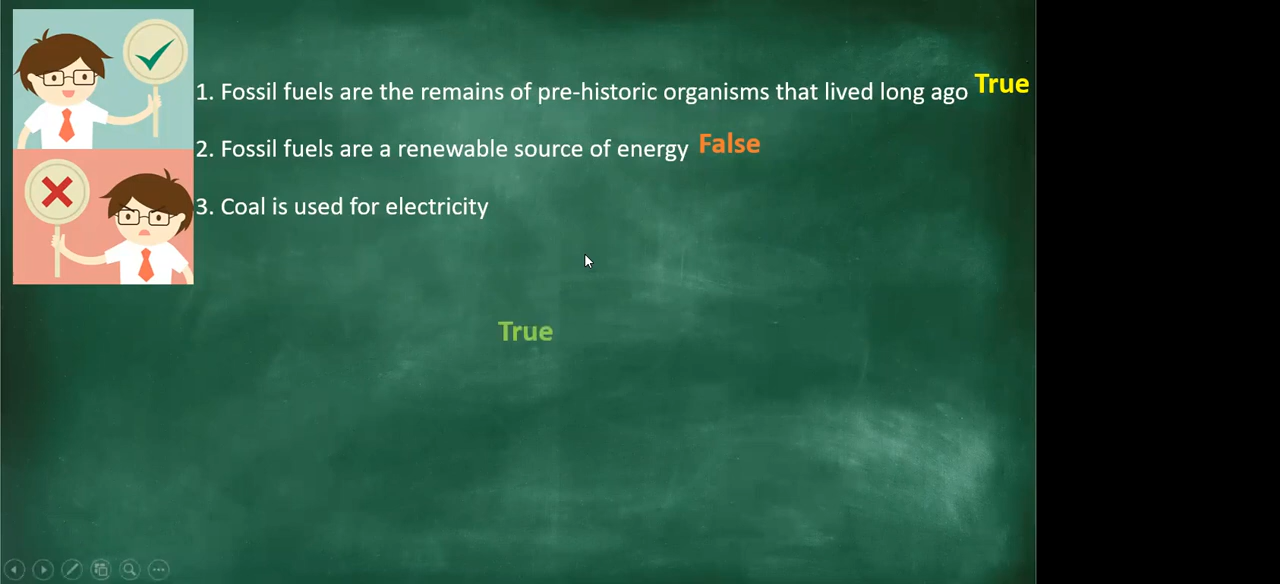 1. Fossil fuels are the remains of pre-historic organisms that lived long ago True
2. Fossil fuels are a renewable source of energy False
3. Coal is used for electricity
True